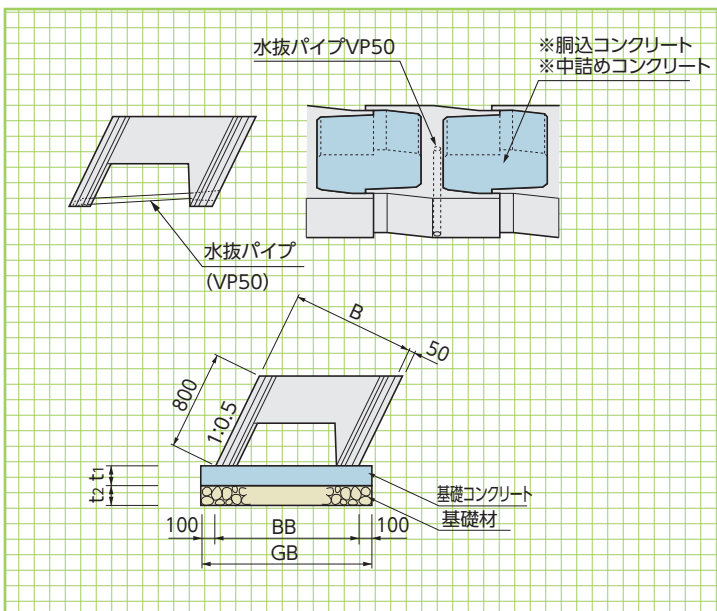 水抜パイプVP50
※胴込コンクリート
※中詰めコンクリート
水抜パイプ
(VP50)
B
50
800
1:0.5
t1
t2
基礎コンクリート
基礎材
100
BB
100
GB